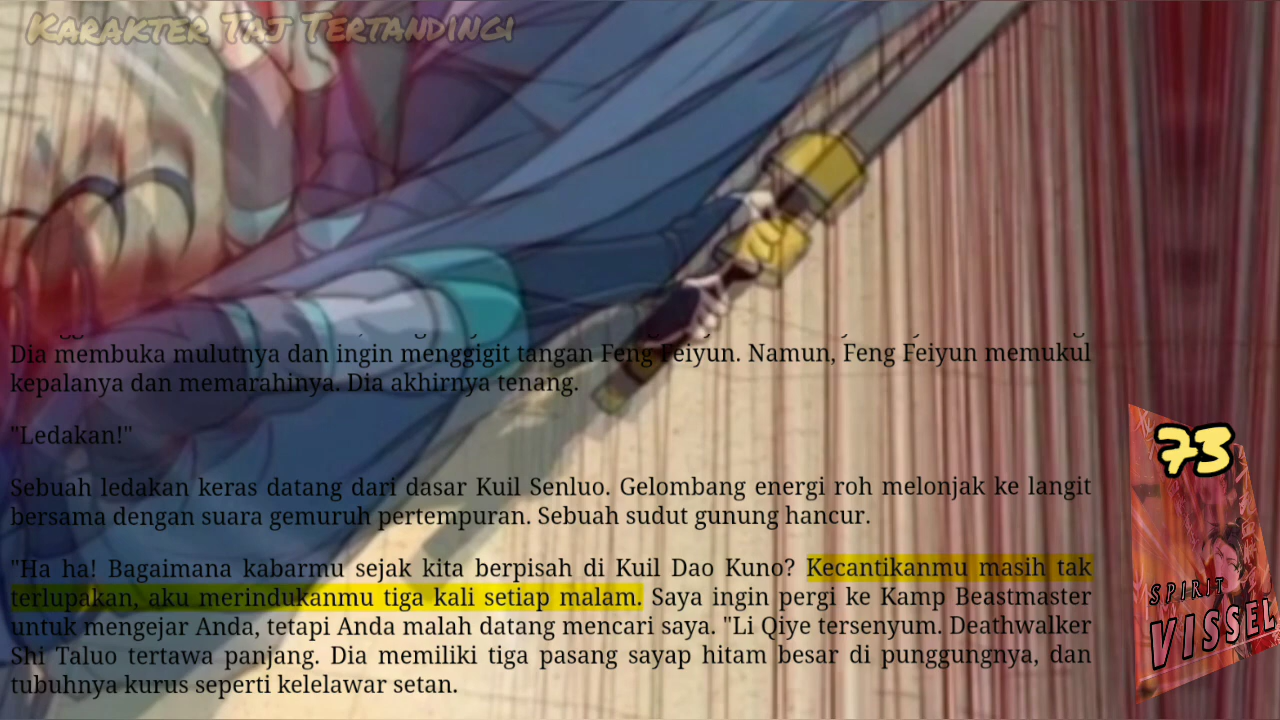 Karakter Taj Tertandingi
Dia membuka mulutnya dan ingin menggigit tangan Feng Feiyun. Namun, Feng Feiyun memukul
kepalanya dan memarahinya. Dia akhirnya tenang.
"Ledakan!"
Sebuah ledakan keras datang dari dasar Kuil Senluo. Gelombang energi roh melonjak ke langit
bersama dengan suara gemuruh pertempuran. Sebuah sudut gunung hancur.
"Ha ha! Bagaimana kabarmu sejak kita berpisah di Kuil Dao Kuno? Kecantikanmu masih tak
terlupakan, aku merindukanmu tiga kali setiap malam. Saya ingin pergi ke Kamp Beastmaster
untuk mengejar Anda, tetapi Anda malah datang mencari saya. "Li Qiye tersenyum. Deathwalker
Shi Taluo tertawa panjang. Dia memiliki tiga pasang sayap hitam besar di punggungnya, dan
tubuhnya kurus seperti kelelawar setan.
73
SPIRIT
VISSEL